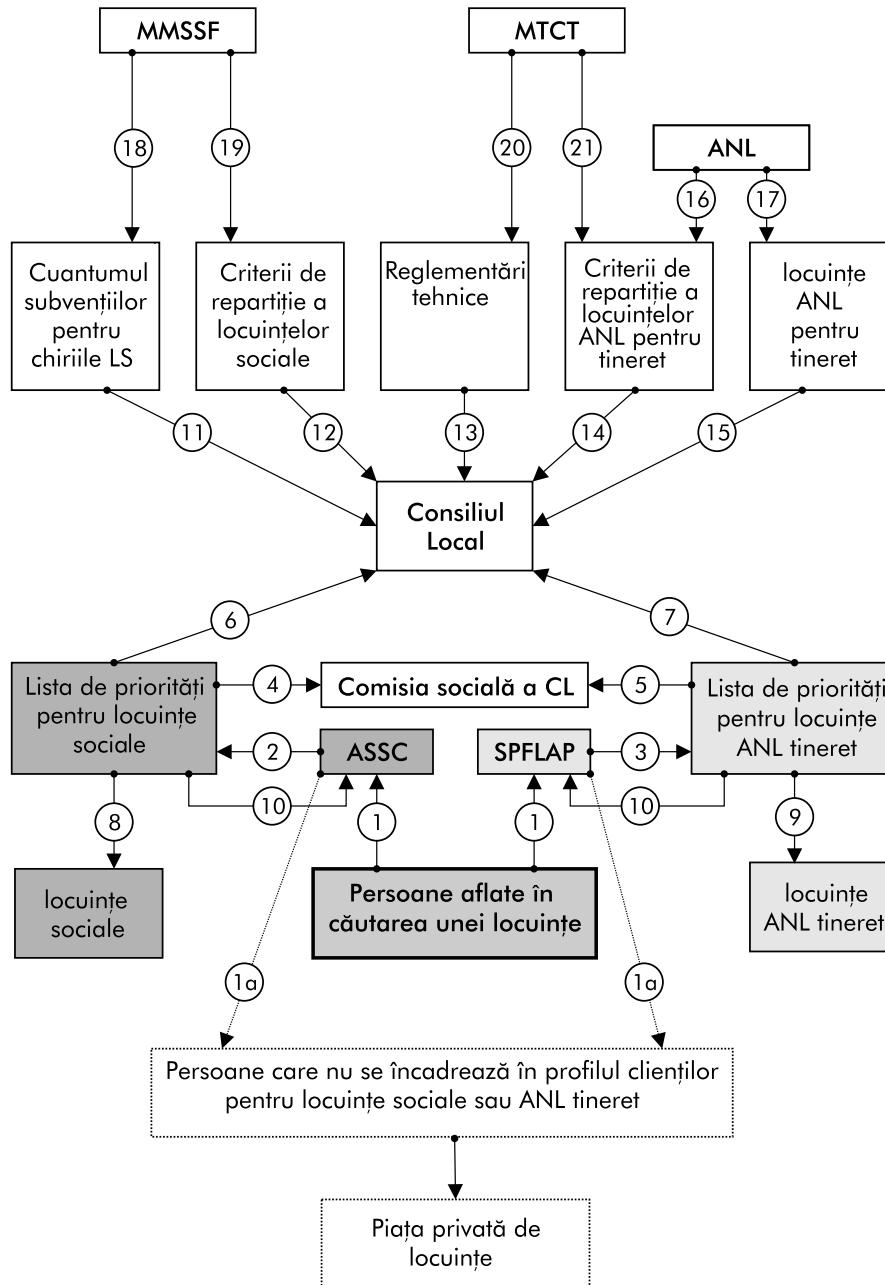 MMSSF
MTCT
18
19
20
21
ANL
16
17
Cuantumul
subvențiilor
pentru
chiriile LS
Criterii de
repartiție a
locuințelor
sociale
Reglementări
tehnice
Criterii de
repartiție a
locuințelor
ANL pentru
tineret
locuințe
ANL
pentru
tineret
11
12
13
14
15
Consiliul
Local
6
7
Lista de priorități
pentru locuințe
sociale
4
Comisia socială a CL
5
Lista de priorități
pentru locuințe
ANL tineret
2
ASSC
SPFLAP
3
8
10
1
1
10
9
locuințe
sociale
Persoane aflate în
căutarea unei locuințe
locuințe
ANL tineret
1a
1a
Persoane care nu se încadrează în profilul clienților
pentru locuințe sociale sau ANL tineret
Piața privată de
locuințe